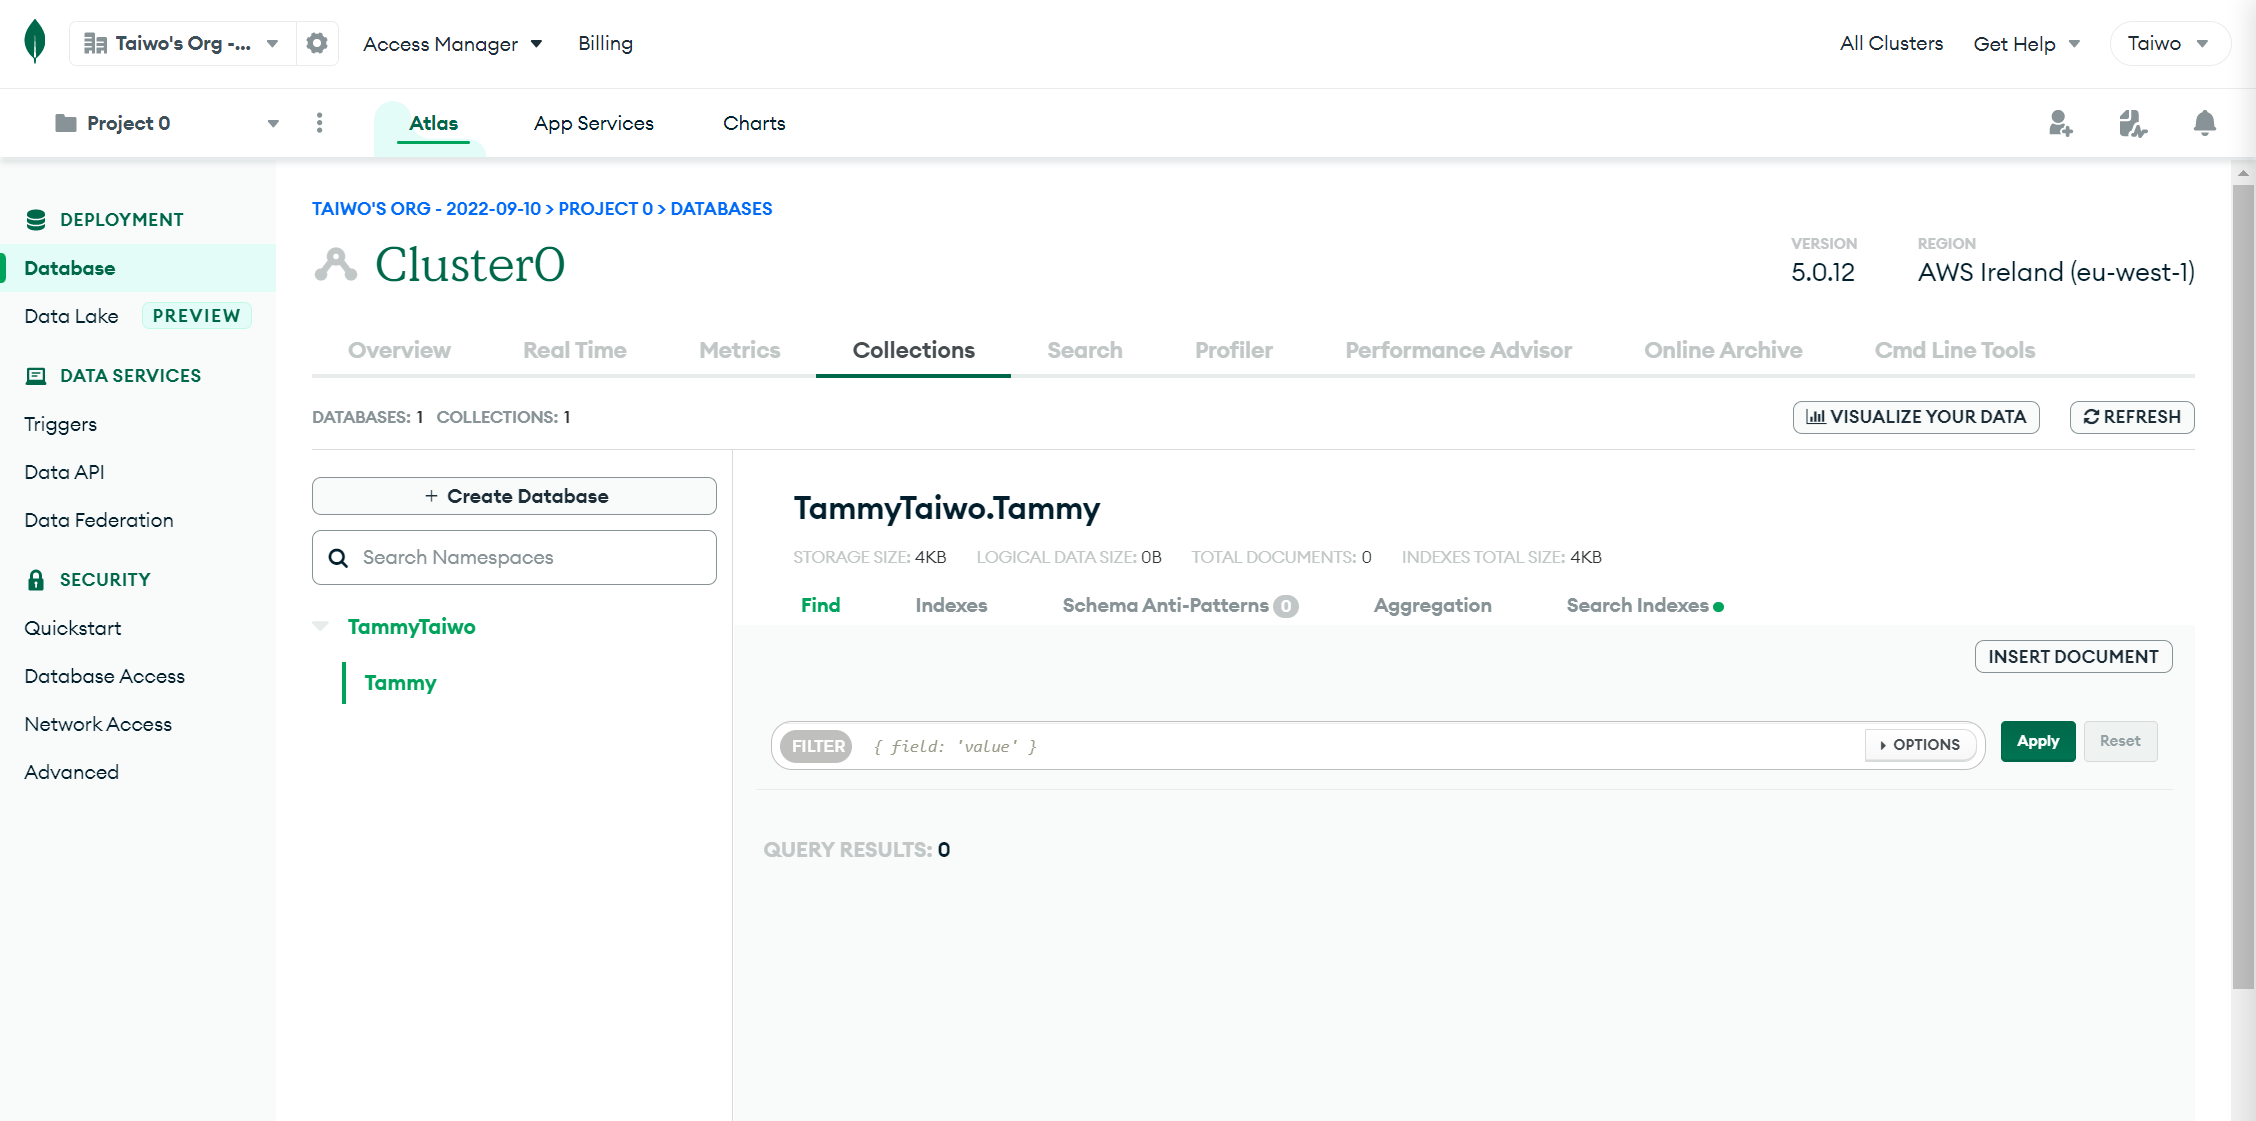 Taiwo's Org -... Access Manager Billing All Clusters Get Help Taiwo
Project 0 Atlas App Services Charts
DEPLOYMENT
Database
Data Lake PREVIEW
DATA SERVICES
Triggers
Data API
Data Federation
SECURITY
Quickstart
Database Access
Network Access
Advanced
TAIWO'S ORG - 2022-09-10 > PROJECT 0 > DATABASES
Cluster0
VERSION REGION
5.0.12 AWS Ireland (eu-west-1)
Overview Real Time Metrics Collections Search Profiler Performance Advisor Online Archive Cmd Line Tools
DATABASES: 1 COLLECTIONS: 1 VISUALIZE YOUR DATA REFRESH
+ Create Database
Search Namespaces
TammyTaiwo
Tammy
TammyTaiwo.Tammy
STORAGE SIZE: 4KB LOGICAL DATA SIZE: 0B TOTAL DOCUMENTS: 0 INDEXES TOTAL SIZE: 4KB
Find Indexes Schema Anti-Patterns 0 Aggregation Search Indexes
INSERT DOCUMENT
FILTER { field: 'value' } OPTIONS Apply Reset
QUERY RESULTS: 0